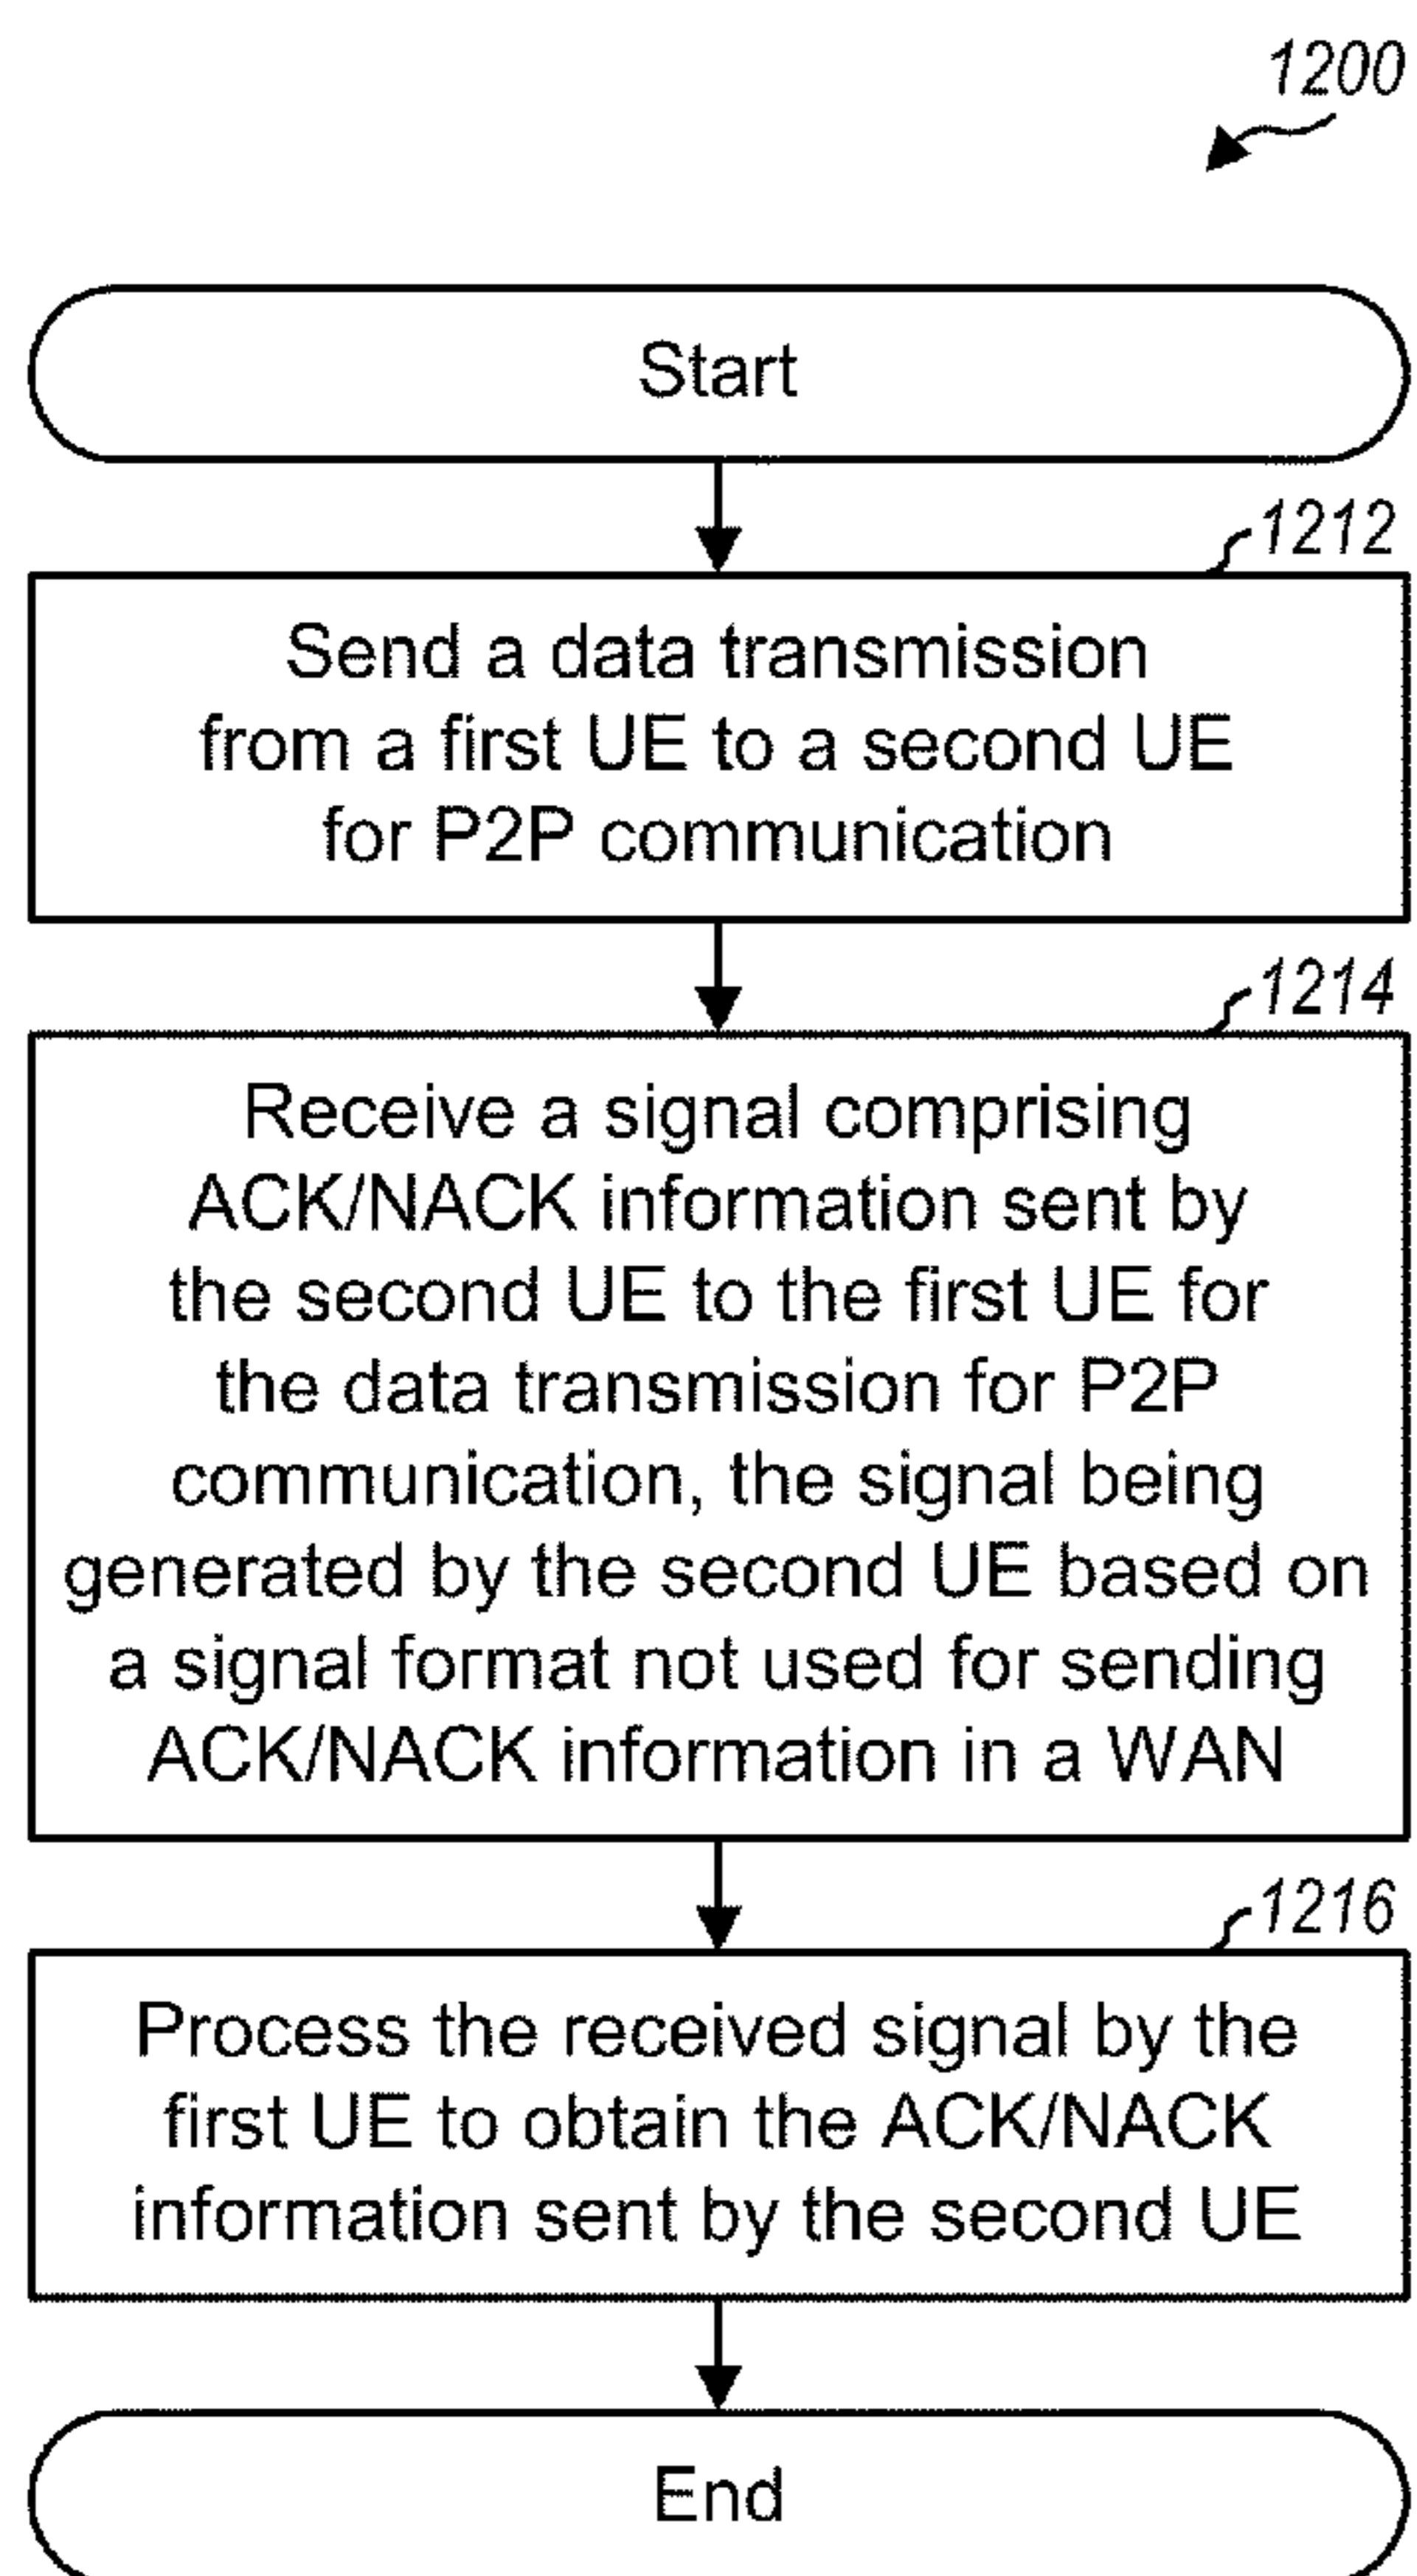 1200
Start
1212
Send a data transmission
from a first UE to a second UE
for P2P communication
1214
Receive a signal comprising
ACK/NACK information sent by
the second UE to the first UE for
the data transmission for P2P
communication, the signal being
generated by the second UE based on
a signal format not used for sending
ACK/NACK information in a WAN
1216
Process the received signal by the
first UE to obtain the ACK/NACK
information sent by the second UE
End